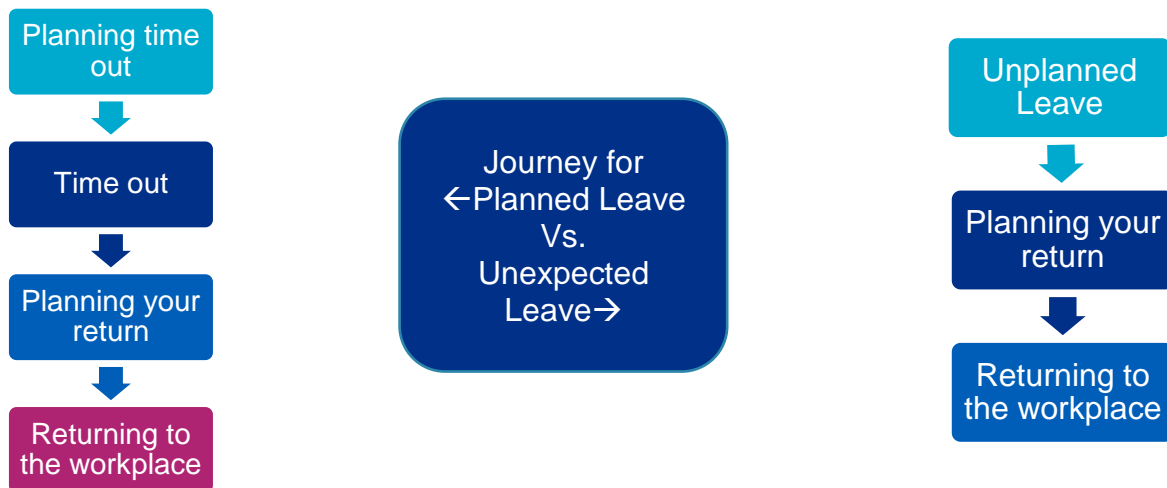 Planning time
out
Time out
Planning your
return
Returning to
the workplace
Journey for
←Planned Leave
Vs.
Unexpected
Leave→
Unplanned
Leave
Planning your
return
Returning to
the workplace